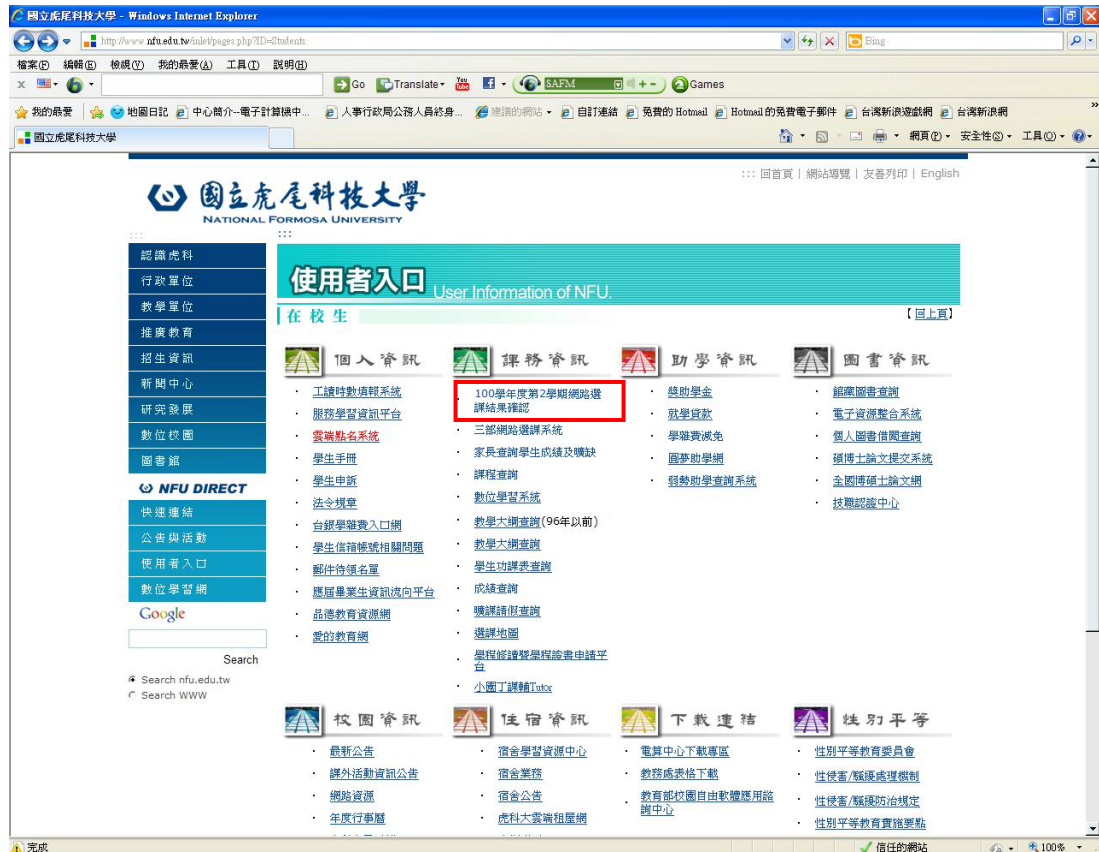 國立虎尾科技大學 - Windows Internet Explorer
http://www.nfu.edu.tw/inlet/pages.php?ID=Students
Bing
檔案(F) 編輯(E) 檢視(V) 我的最愛(A) 工具(T) 說明(H)
x Go Translate You Tube f SAFM Games
我的最愛 地圖日記 中心簡介--電子計算機中... 人事行政局公務人員終身... 建議的網站 自訂連結 免費的 Hotmail Hotmail 的免費電子郵件 台灣新浪遊戲網 台灣新浪網 »
國立虎尾科技大學 網頁(P) 安全性(S) 工具(O)
::: 回首頁 | 網站導覽 | 友善列印 | English
國立虎尾科技大學
NATIONAL FORMOSA UNIVERSITY
:::
:::
認識虎科
行政單位
教學單位
推廣教育
招生資訊
新聞中心
研究發展
數位校園
圖書館
NFU DIRECT
快速連結
公告與活動
使用者入口
數位學習網
Google
Search
Search nfu.edu.tw
Search WWW
使用者入口
User Information of NFU.
在校生
【回上頁】
個人資訊
· 工讀時數填報系統
· 服務學習資訊平台
· 雲端點名系統
· 學生手冊
· 學生申訴
· 法令規章
· 台銀學雜費入口網
· 學生信箱帳號相關問題
· 郵件待領名單
· 應屆畢業生資訊流向平台
· 品德教育資源網
· 愛的教育網
課務資訊
· 100學年度第2學期網路選
課結果確認
· 三部網路選課系統
· 家長查詢學生成績及曠缺
· 課程查詢
· 數位學習系統
· 教學大綱查詢(96年以前)
· 教學大綱查詢
· 學生功課表查詢
· 成績查詢
· 曠課請假查詢
· 選課地圖
· 學程修讀暨學程證書申請平
台
· 小園丁課輔Tutor
助學資訊
· 獎助學金
· 就學貸款
· 學雜費減免
· 圓夢助學網
· 弱勢助學查詢系統
圖書資訊
· 館藏圖書查詢
· 電子資源整合系統
· 個人圖書借閱查詢
· 碩博士論文提交系統
· 全國博碩士論文網
· 技職認證中心
校園資訊
· 最新公告
· 課外活動資訊公告
· 網路資源
· 年度行事曆
住宿資訊
· 宿舍學習資源中心
· 宿舍業務
· 宿舍公告
· 虎科大雲端租屋網
下載連結
· 電算中心下載專區
· 教務處表格下載
· 教育部校園自由軟體應用諮
詢中心
性別平等
· 性別平等教育委員會
· 性侵害/騷擾處理機制
· 性侵害/騷擾防治規定
· 性別平等教育實施要點
完成
信任的網站
100%